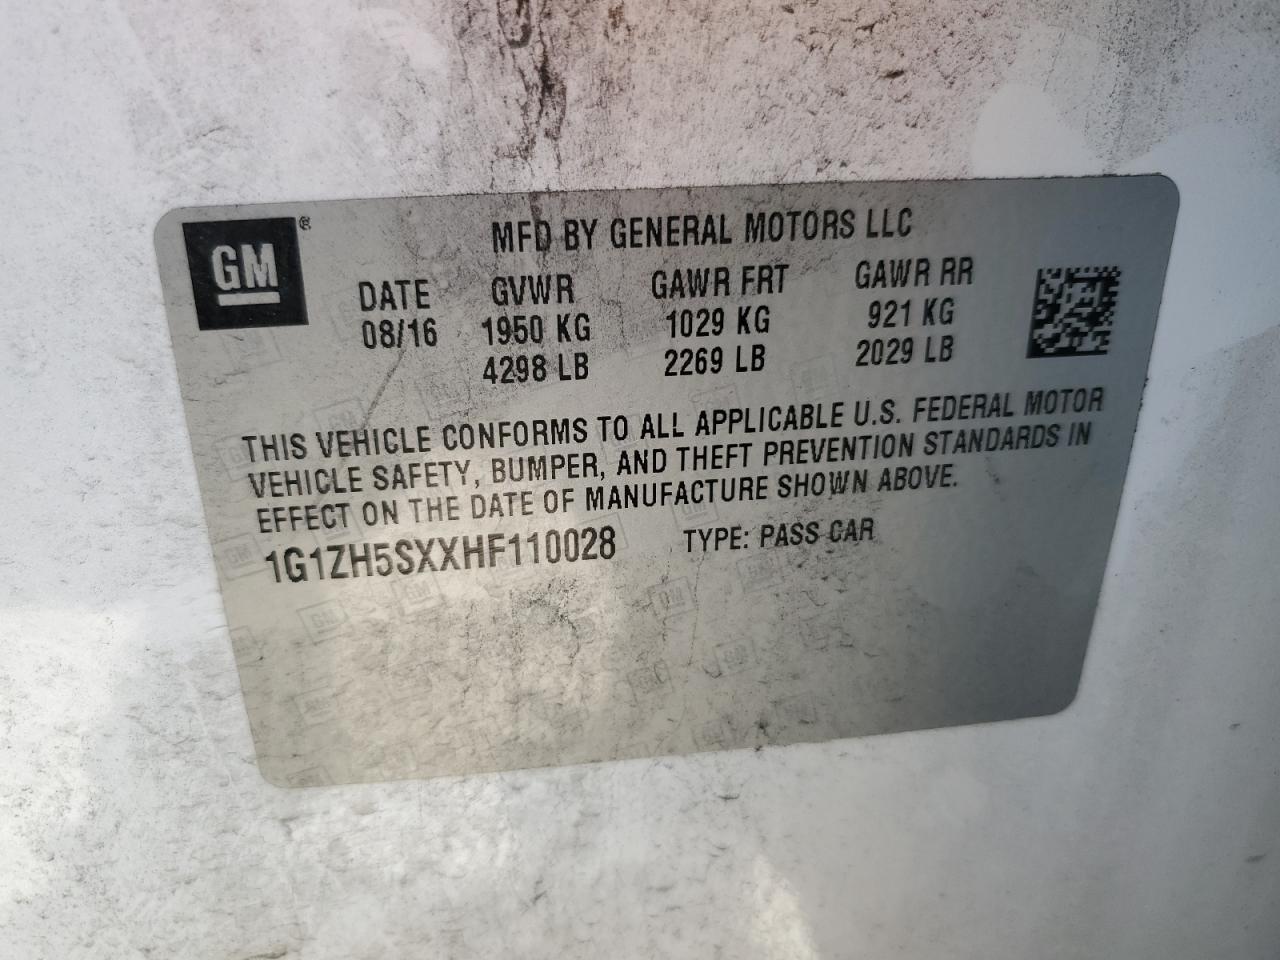 GM®
MFD BY GENERAL MOTORS LLC
DATE GVWR GAWR FRT GAWR RR
08/16 1950 KG 1029 KG 921 KG
4298 LB 2269 LB 2029 LB
THIS VEHICLE CONFORMS TO ALL APPLICABLE U.S. FEDERAL MOTOR
VEHICLE SAFETY, BUMPER, AND THEFT PREVENTION STANDARDS IN
EFFECT ON THE DATE OF MANUFACTURE SHOWN ABOVE.
1G1ZH5SXXHF110028 TYPE: PASS CAR